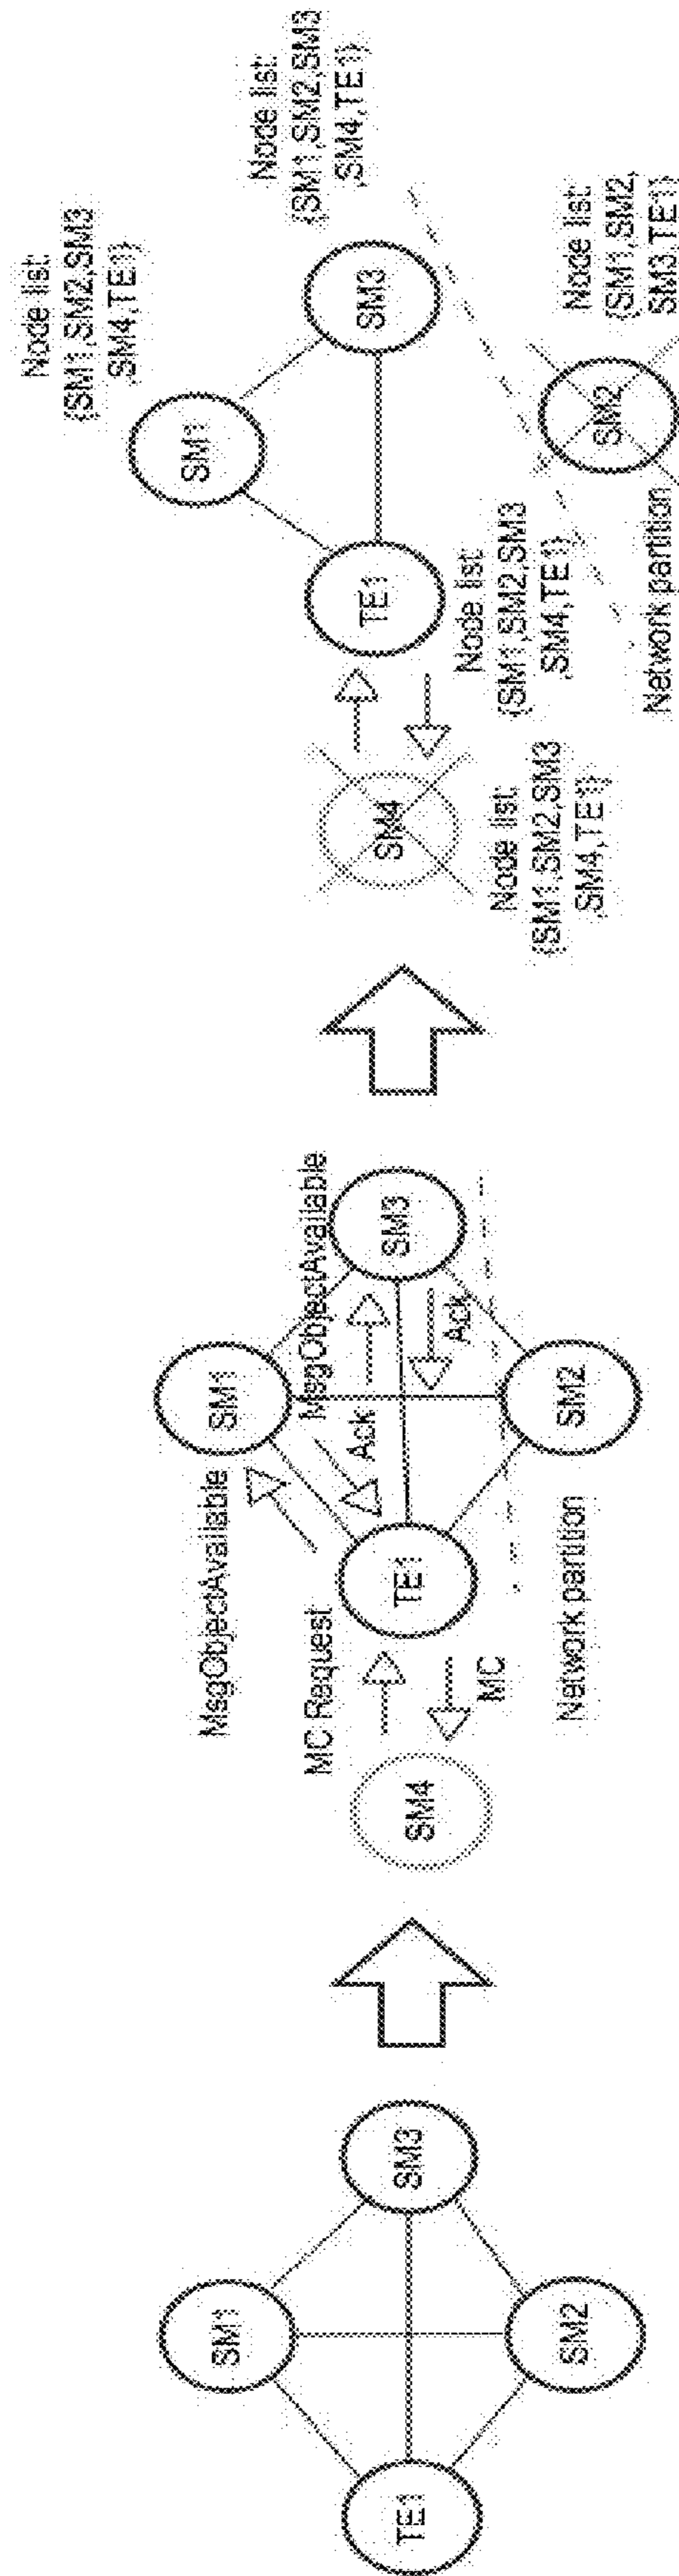 SM1
TE1
SM3
SM2
MsgObjectAvailable
SM1
MsgObjectAvailable
MC Request
Ack
SM4
TE1
SM3
MC
Ack
SM2
Network partition
Node list:
{SM1,SM2,SM3
,SM4,TE1}
SM1
Node list:
{SM1,SM2,SM3
,SM4,TE1}
SM4
TE1
SM3
Node list:
{SM1,SM2,SM3
,SM4,TE1}
Node list:
{SM1,SM2,SM3
,SM4,TE1}
SM2
Node list:
{SM1,SM2,
SM3,TE1}
Network partition